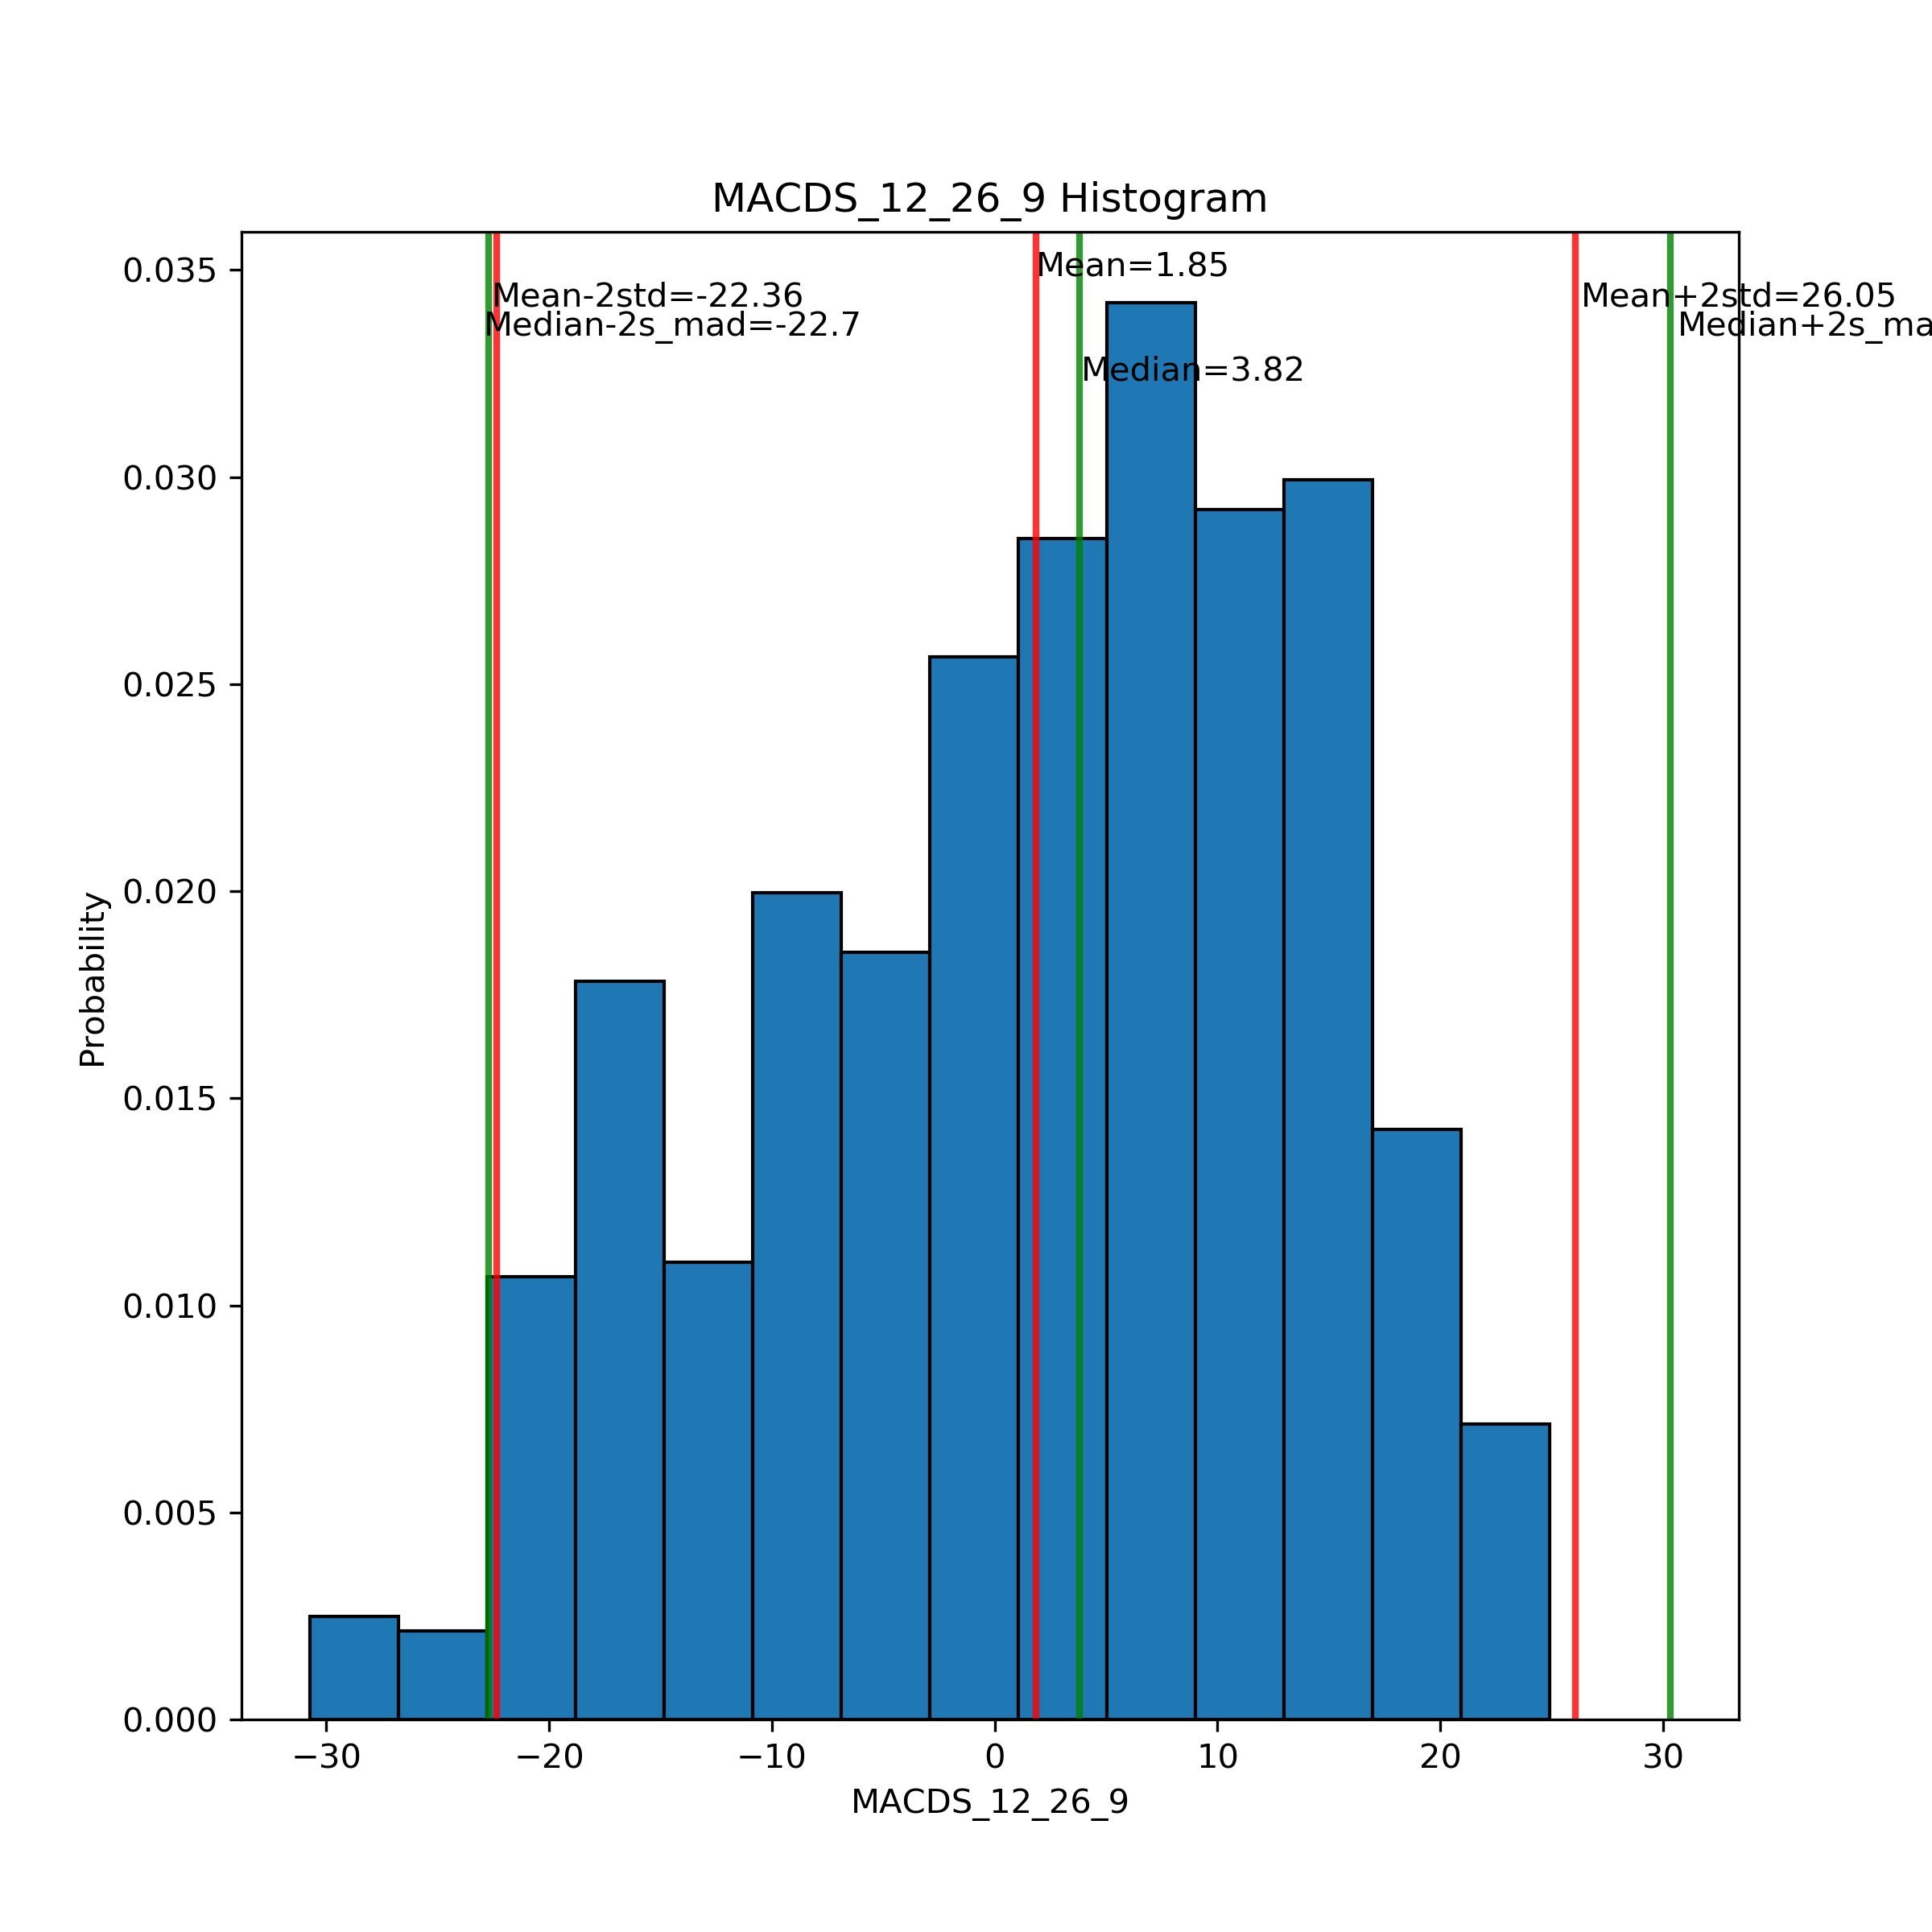 MACDS_12_26_9 Histogram
Mean=1.85
Mean-2std=-22.36
Mean+2std=26.05
Median-2s_mad=-22.7
Median+2s_ma
Median=3.82
0.035
0.030
0.025
0.020
0.015
0.010
0.005
0.000
Probability
−30 −20 −10 0 10 20 30
MACDS_12_26_9